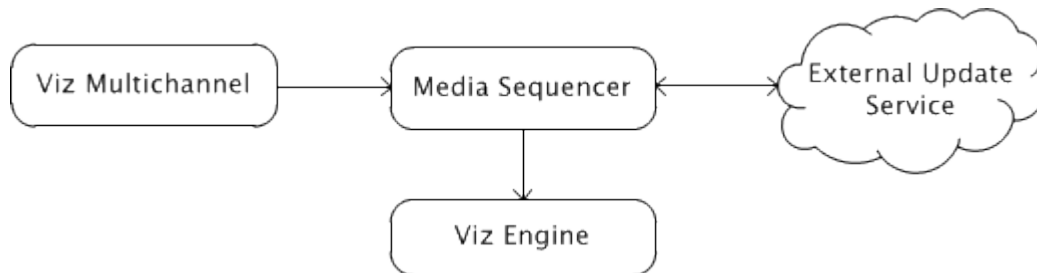 Viz Multichannel
Media Sequencer
External Update
Service
Viz Engine